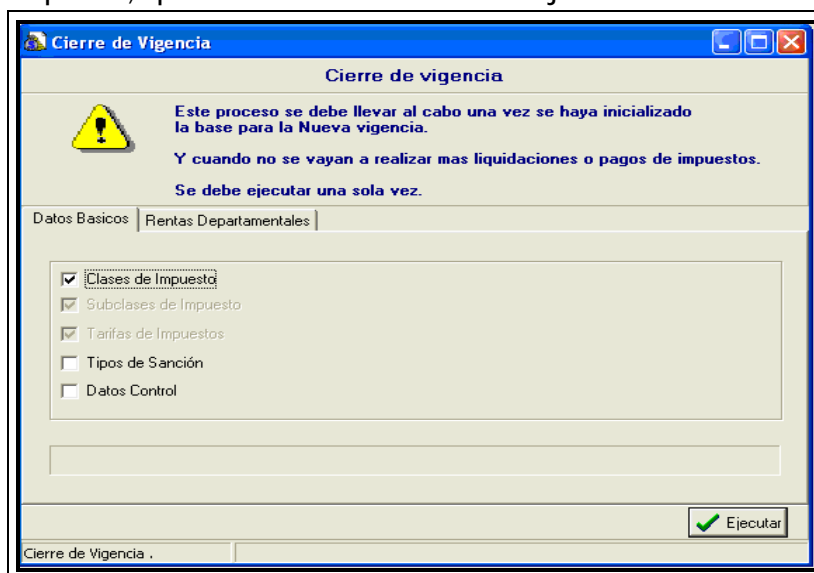 Cierre de Vigencia
Cierre de vigencia
Este proceso se debe llevar al cabo una vez se haya inicializado
la base para la Nueva vigencia.
Y cuando no se vayan a realizar mas liquidaciones o pagos de impuestos.
Se debe ejecutar una sola vez.
Datos Basicos Rentas Departamentales
Clases de Impuesto
Subclases de Impuesto
Tarifas de Impuestos
Tipos de Sanción
Datos Control
Ejecutar
Cierre de Vigencia .